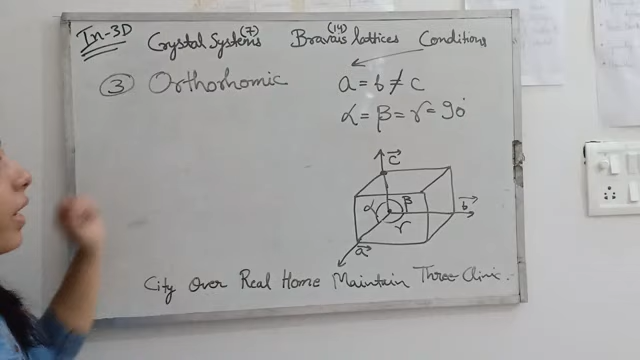 In-3D
Crystal Systems (7) Bravais (14) lattices Conditions
③ Orthorhomic
a = b ≠ c
α = β = γ = 90°
c
α β
b
γ
a
City Over Real Home Maintain Three Clinic.